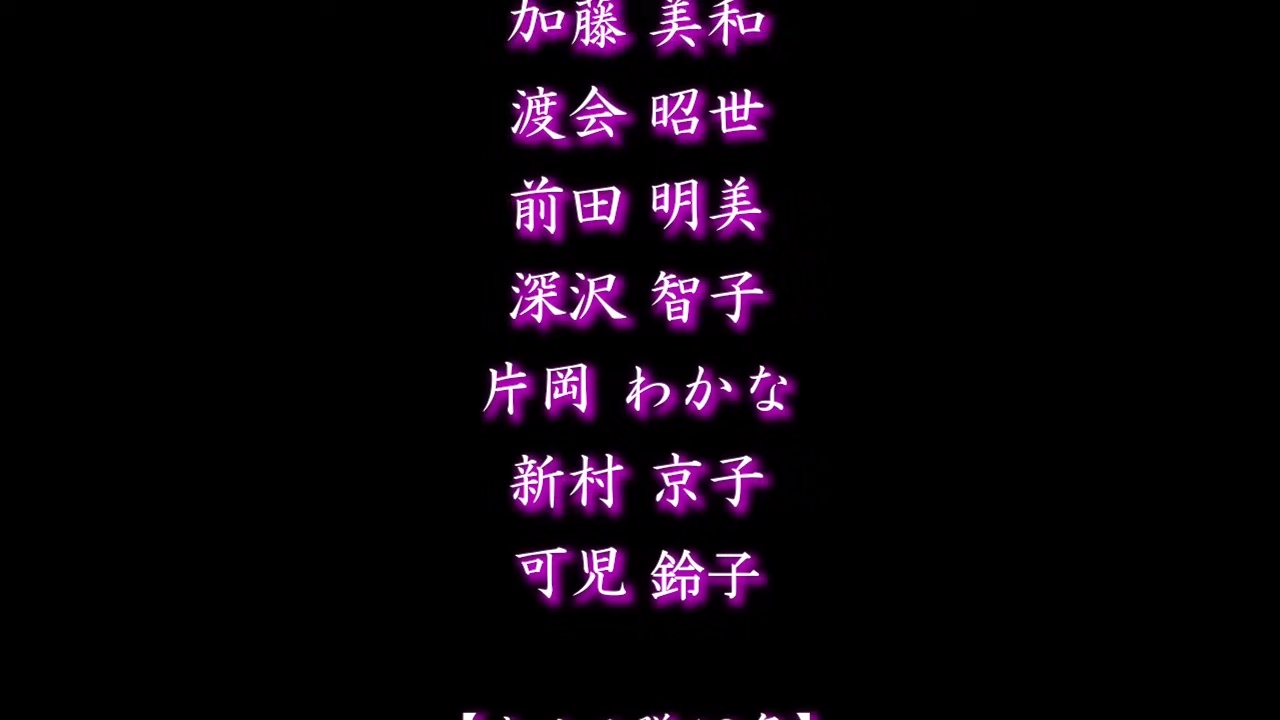 加藤 美和
渡会 昭世
前田 明美
深沢 智子
片岡 わかな
新村 京子
可児 鈴子